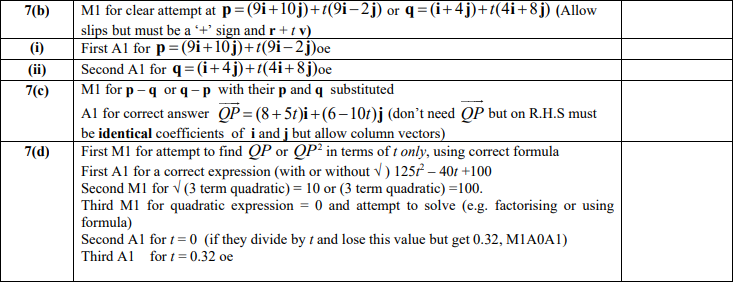 7(b) M1 for clear attempt at p = (9i + 10j) + t(9i − 2j) or q = (i + 4j) + t(4i + 8j) (Allow
slips but must be a ‘+’ sign and r + t v)
(i) First A1 for p = (9i + 10j) + t(9i − 2j)oe
(ii) Second A1 for q = (i + 4j) + t(4i + 8j)oe
7(c) M1 for p – q or q – p with their p and q substituted
A1 for correct answer QP = (8 + 5t)i + (6 − 10t)j (don’t need QP but on R.H.S must
be identical coefficients of i and j but allow column vectors)
7(d) First M1 for attempt to find QP or QP² in terms of t only, using correct formula
First A1 for a correct expression (with or without √ ) 125t² – 40t +100
Second M1 for √ (3 term quadratic) = 10 or (3 term quadratic) =100.
Third M1 for quadratic expression = 0 and attempt to solve (e.g. factorising or using
formula)
Second A1 for t = 0 (if they divide by t and lose this value but get 0.32, M1A0A1)
Third A1 for t = 0.32 oe